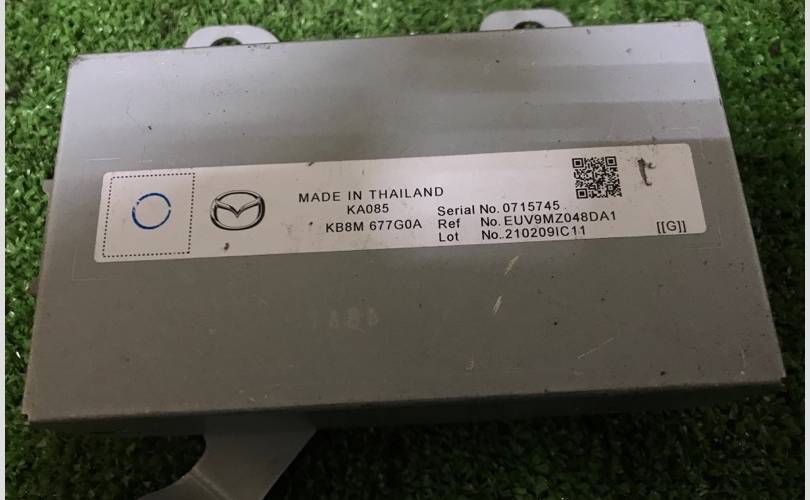 MADE IN THAILAND
KA085
KB8M 677G0A
Serial No. 0715745
Ref No. EUV9MZ048DA1
Lot No..210209IC11
[[G]]